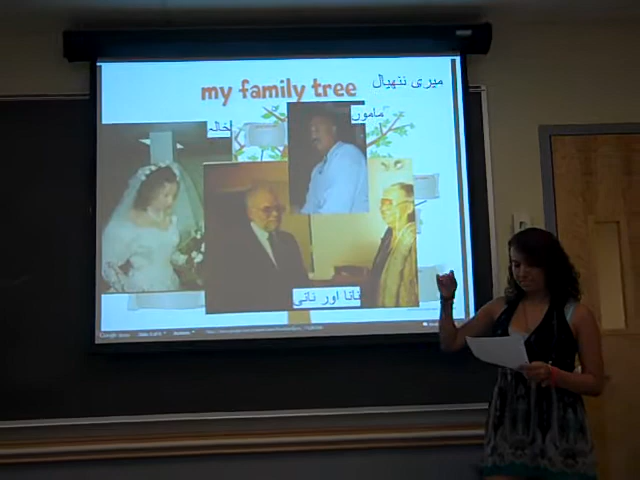 my family tree
میری ننھیال
خالہ
ماموں
نانا اور نانی